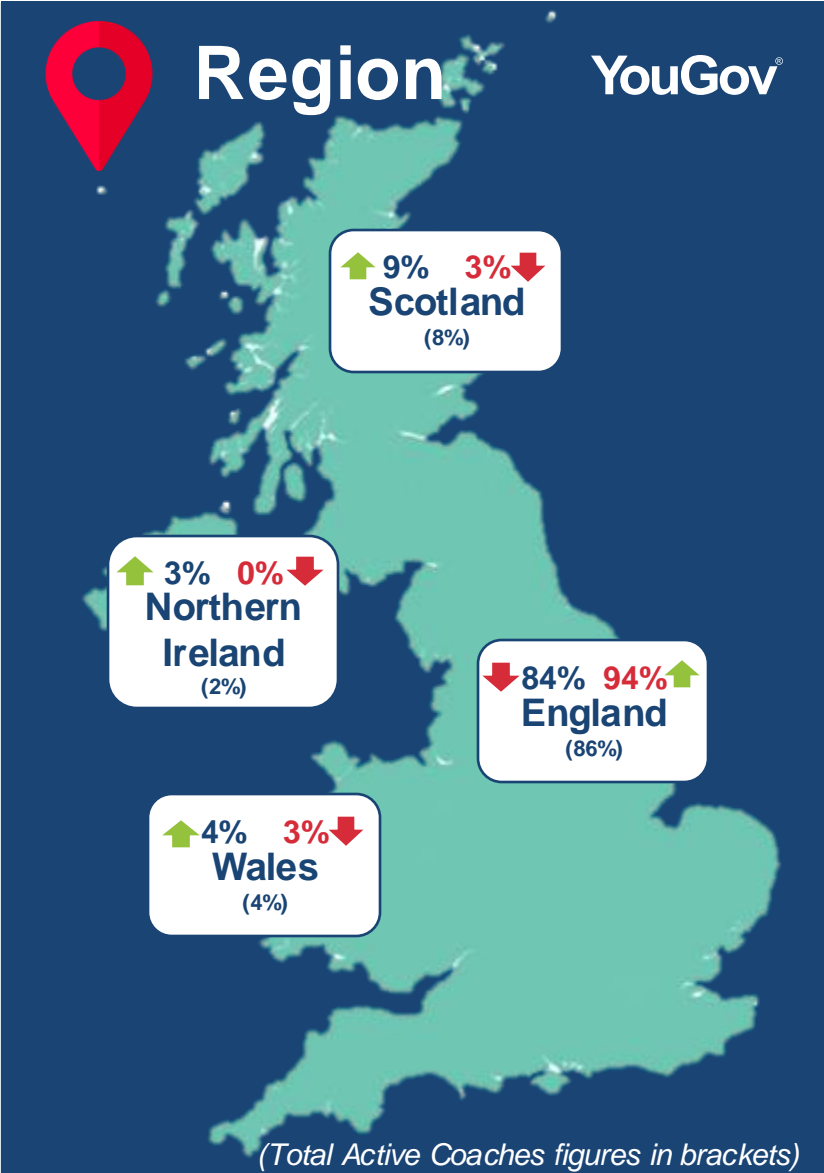 Region
YouGov®
9% 3%
Scotland
(8%)
3% 0%
Northern
Ireland
(2%)
84% 94%
England
(86%)
4% 3%
Wales
(4%)
(Total Active Coaches figures in brackets)